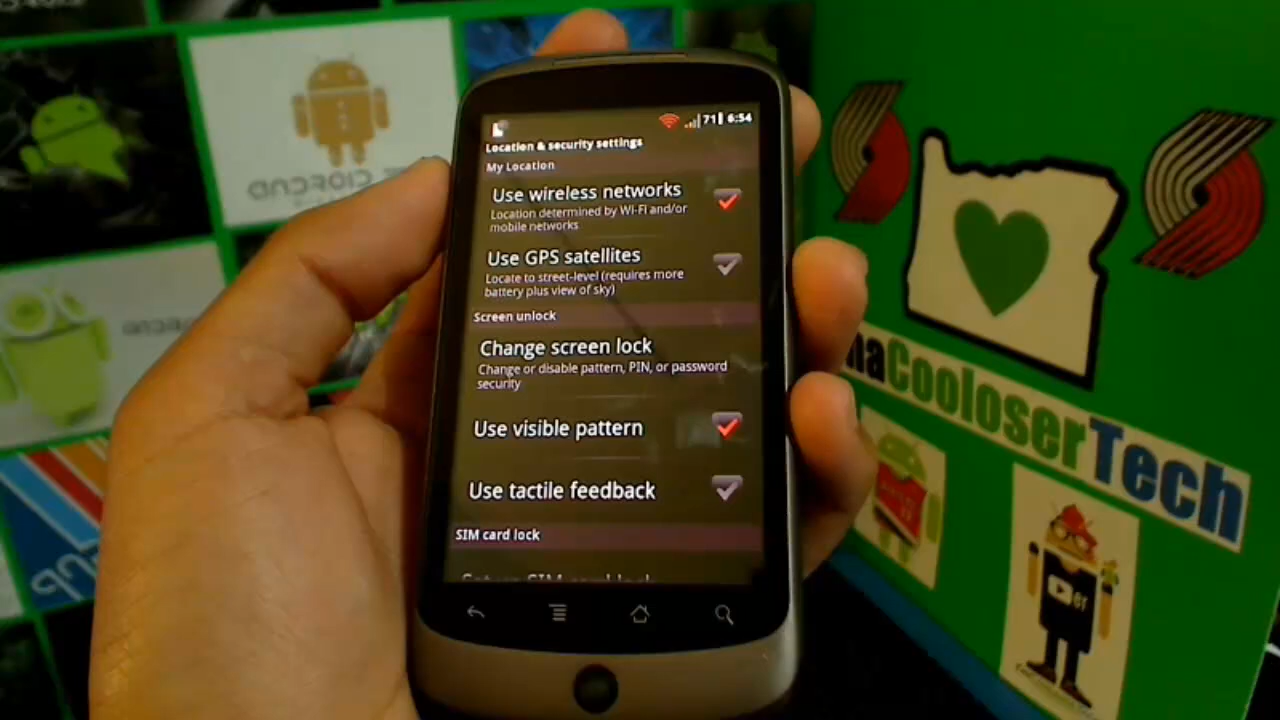 71 6:54
Location & security settings
My Location
Use wireless networks
Location determined by Wi-Fi and/or
mobile networks
Use GPS satellites
Locate to street-level (requires more
battery plus view of sky)
Screen unlock
Change screen lock
Change or disable pattern, PIN, or password
security
Use visible pattern
Use tactile feedback
SIM card lock
ANDROID
naCooloserTech